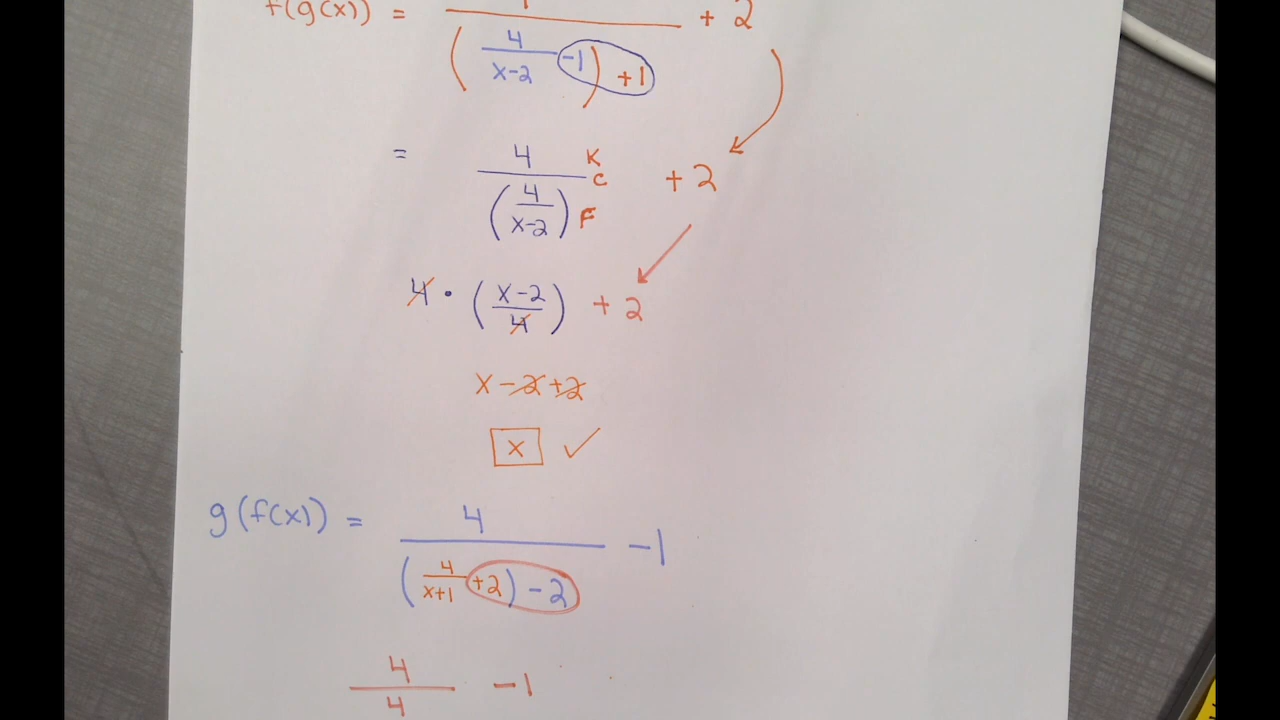 f(g(x)) = 4/((4/(x-2) -1) +1) + 2
= 4/(4/(x-2)) K C F + 2
4 · ((x-2)/4) + 2
x - 2 + 2
x ✓
g(f(x)) = 4/((4/(x+1) +2) - 2) - 1
4/4 - 1